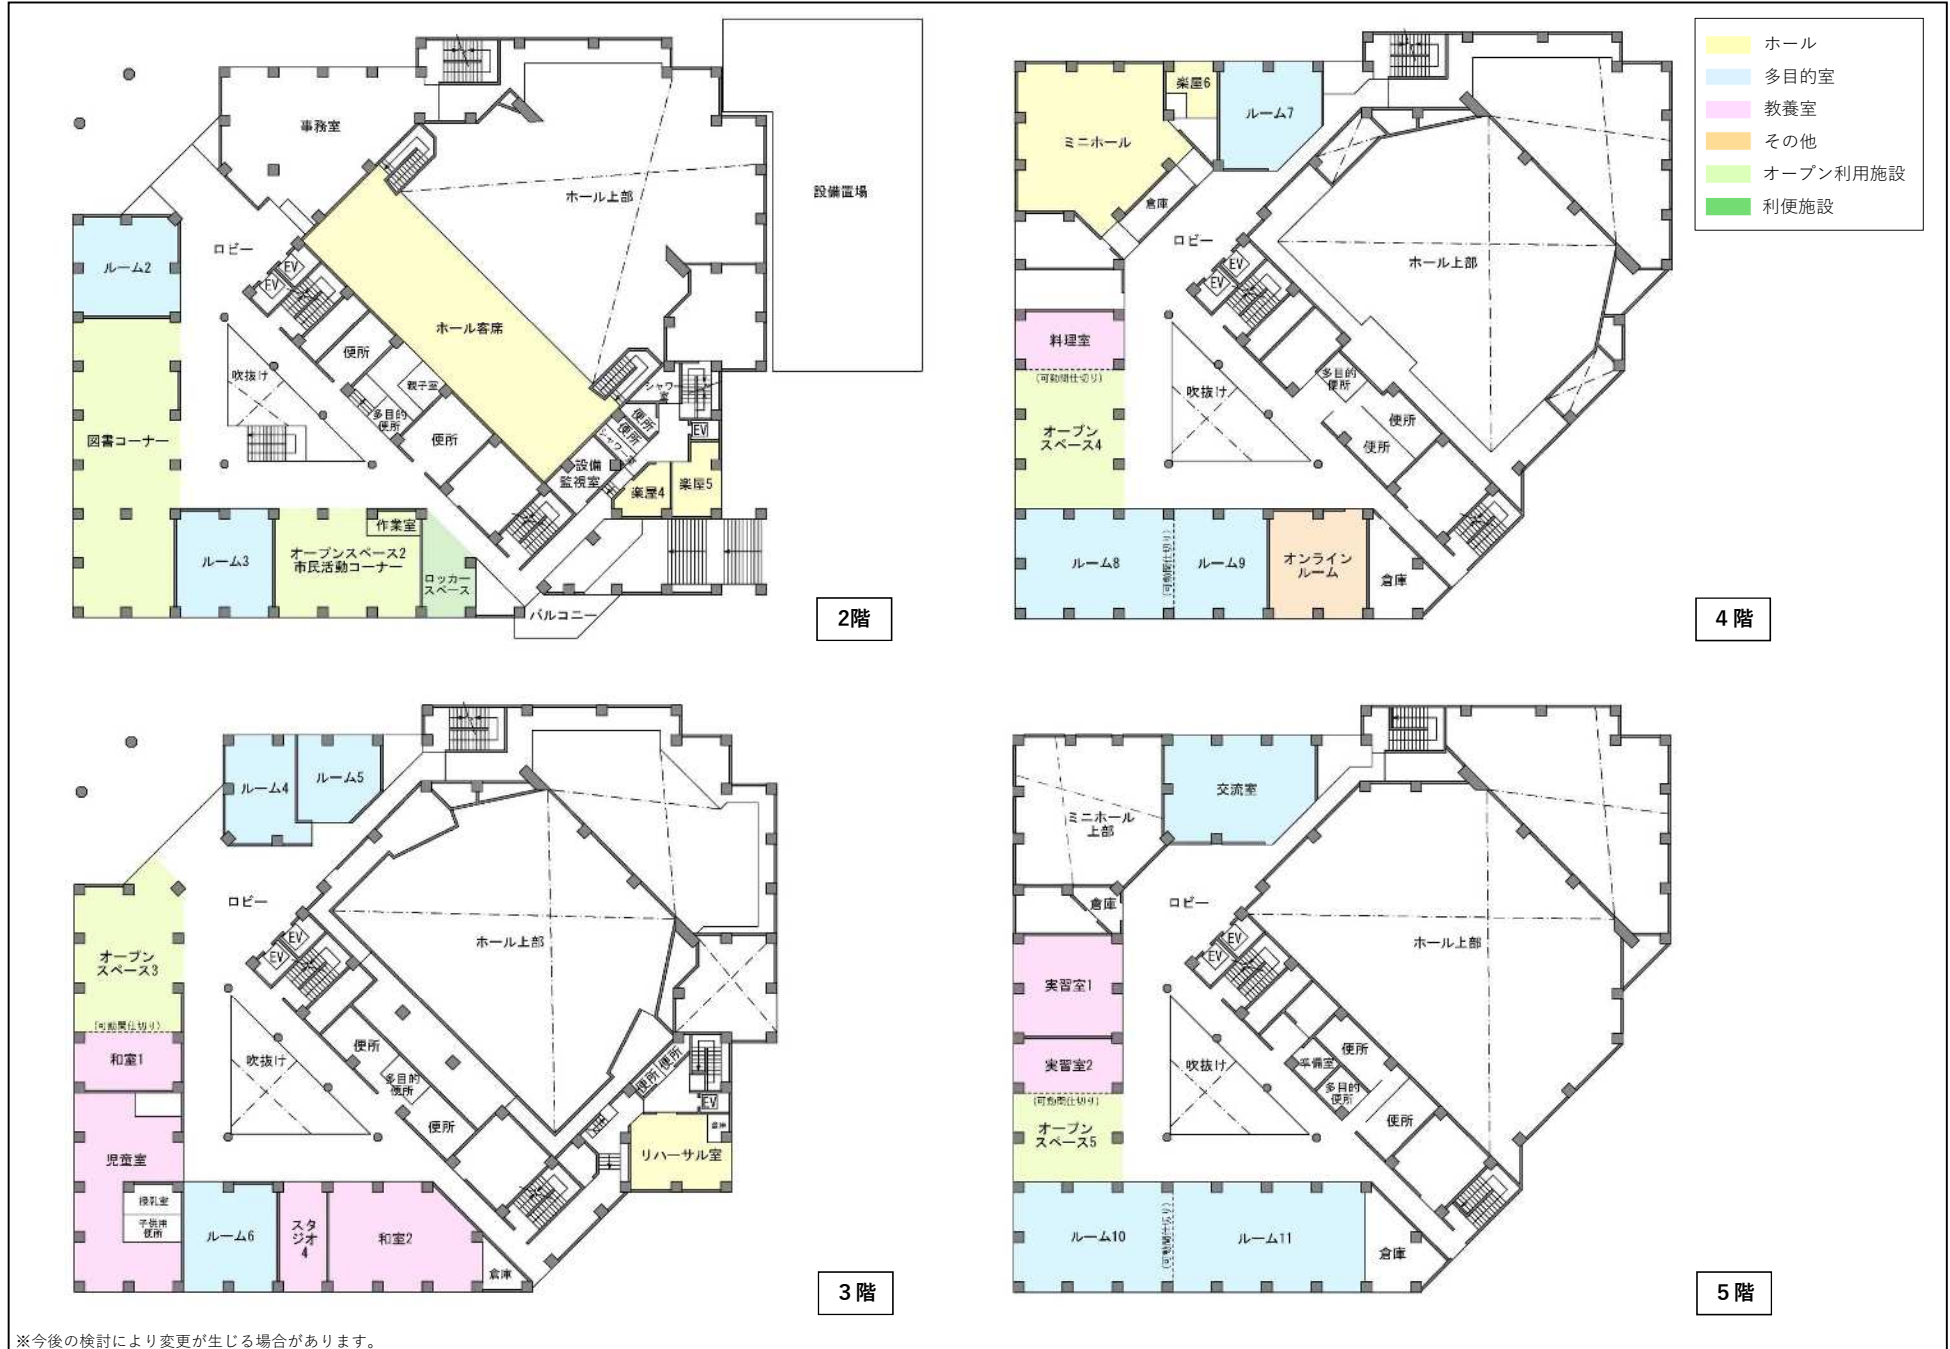 事務室
ホール上部
設備置場
ルーム2
ロビー
EV
EV
ホール客席
便所
親子室
吹抜け
多目的
便所
便所
図書コーナー
シャワー
室
便所
便所
シャワー室
EV
設備
監視室
楽屋4
楽屋5
作業室
ルーム3
オープンスペース2
市民活動コーナー
ロッカー
スペース
バルコニー
2階
ホール
多目的室
教養室
その他
オープン利用施設
利便施設
ミニホール
楽屋6
ルーム7
倉庫
ロビー
EV
EV
ホール上部
料理室
(可動間仕切り)
吹抜け
多目的
便所
便所
便所
オープン
スペース4
ルーム8
(可動間仕切り)
ルーム9
オンライン
ルーム
倉庫
4階
ルーム4
ルーム5
ロビー
オープン
スペース3
EV
EV
ホール上部
(可動間仕切り)
和室1
吹抜け
便所
多目的
便所
便所
便所
便所
EV
倉庫
リハーサル室
児童室
授乳室
子供用
便所
ルーム6
スタ
ジオ
4
和室2
倉庫
3階
ミニホール
上部
交流室
倉庫
ロビー
EV
EV
ホール上部
実習室1
実習室2
(可動間仕切り)
オープン
スペース5
吹抜け
準備室
便所
多目的
便所
便所
ルーム10
(可動間仕切り)
ルーム11
倉庫
5階
※今後の検討により変更が生じる場合があります。